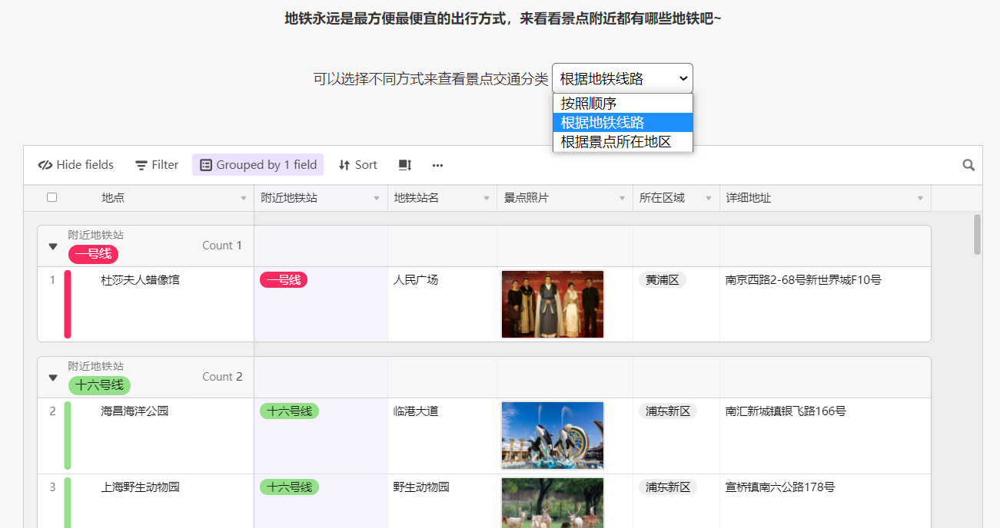 地铁永远是最方便最便宜的出行方式，来看看景点附近都有哪些地铁吧~
可以选择不同方式来查看景点交通分类 根据地铁线路
按照顺序
根据地铁线路
根据景点所在地区
Hide fields Filter Grouped by 1 field Sort
地点 附近地铁站 地铁站名 景点照片 所在区域 详细地址
附近地铁站
一号线 Count 1
1 杜莎夫人蜡像馆 一号线 人民广场 黄浦区 南京西路2-68号新世界城F10号
附近地铁站
十六号线 Count 2
2 海昌海洋公园 十六号线 临港大道 浦东新区 南汇新城镇银飞路166号
3 上海野生动物园 十六号线 野生动物园 浦东新区 宣桥镇南六公路178号